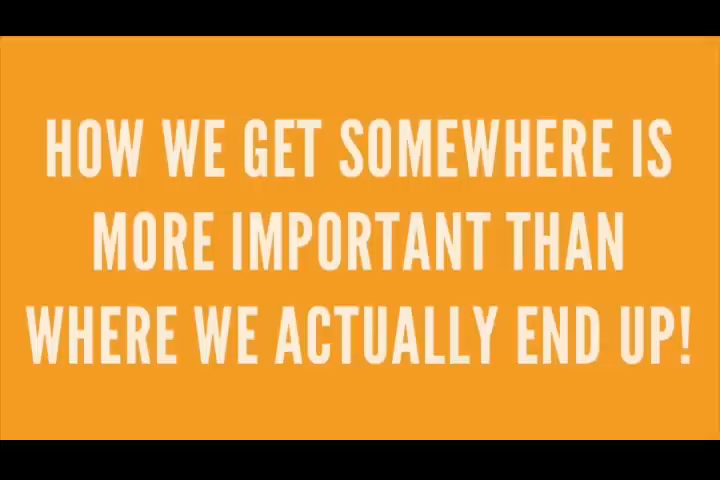 HOW WE GET SOMEWHERE IS
MORE IMPORTANT THAN
WHERE WE ACTUALLY END UP!